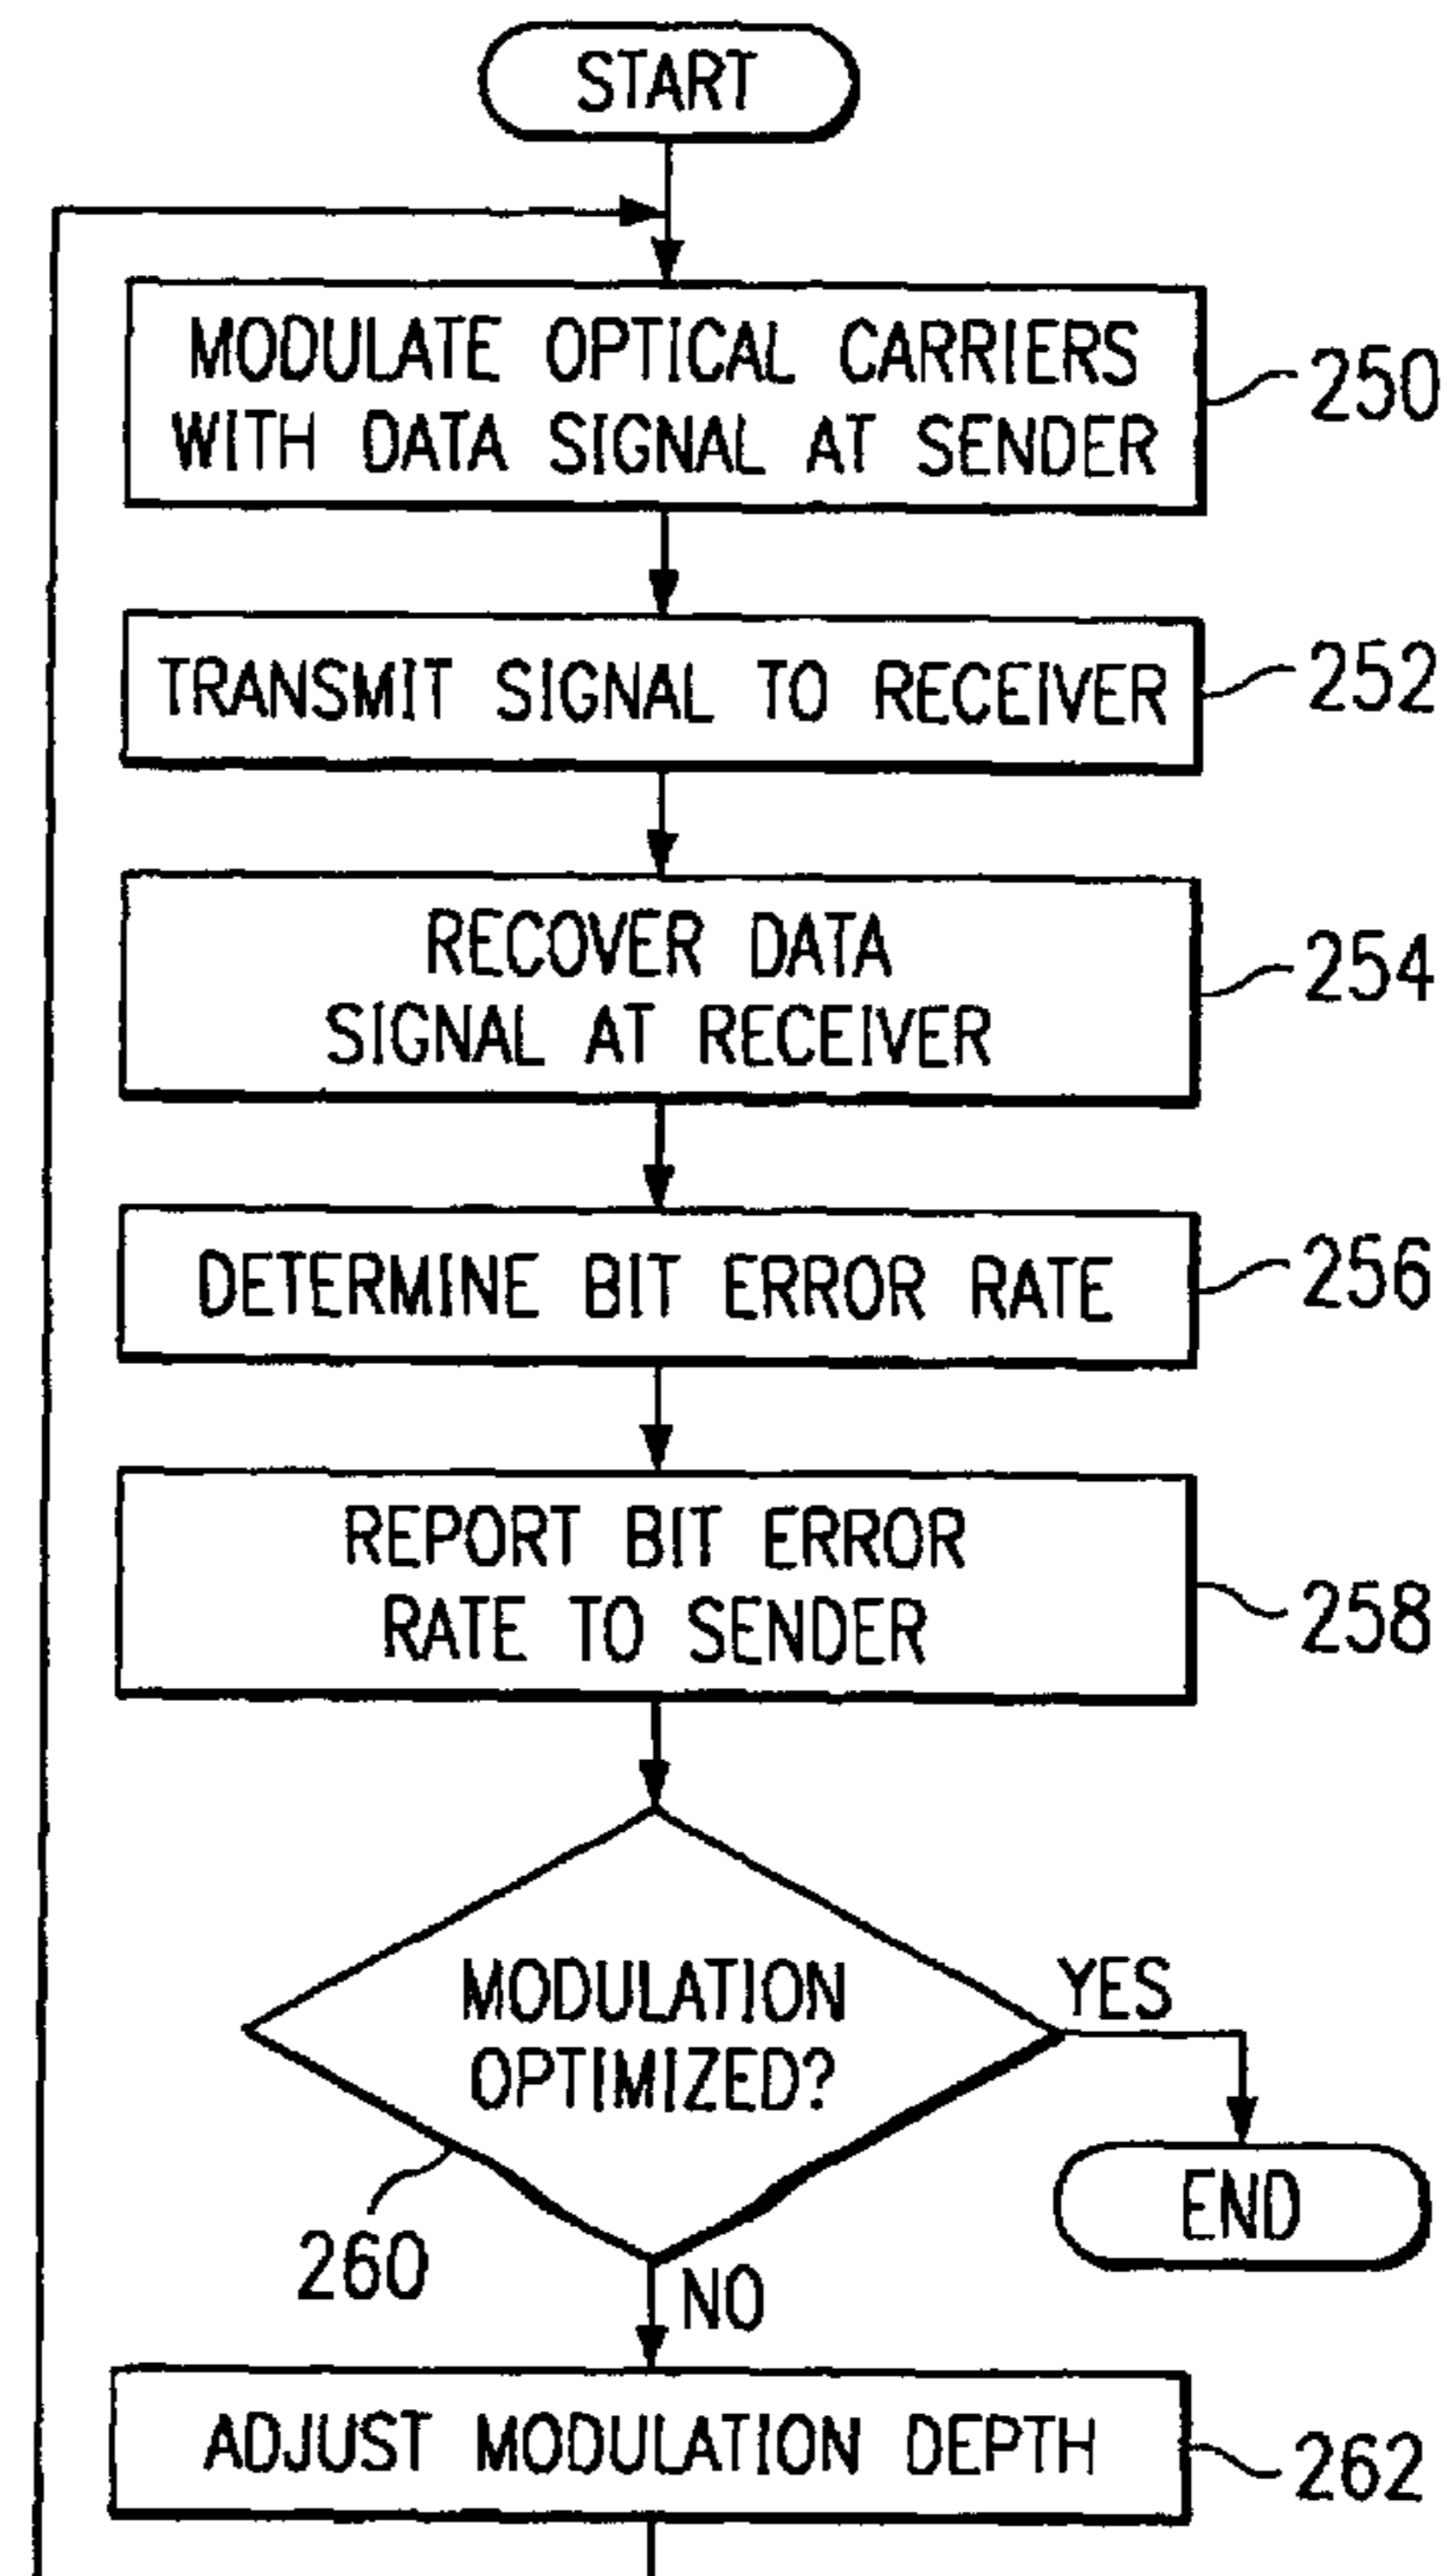 START
MODULATE OPTICAL CARRIERS
WITH DATA SIGNAL AT SENDER
250
TRANSMIT SIGNAL TO RECEIVER
252
RECOVER DATA
SIGNAL AT RECEIVER
254
DETERMINE BIT ERROR RATE
256
REPORT BIT ERROR
RATE TO SENDER
258
MODULATION
OPTIMIZED?
YES
END
260
NO
ADJUST MODULATION DEPTH
262